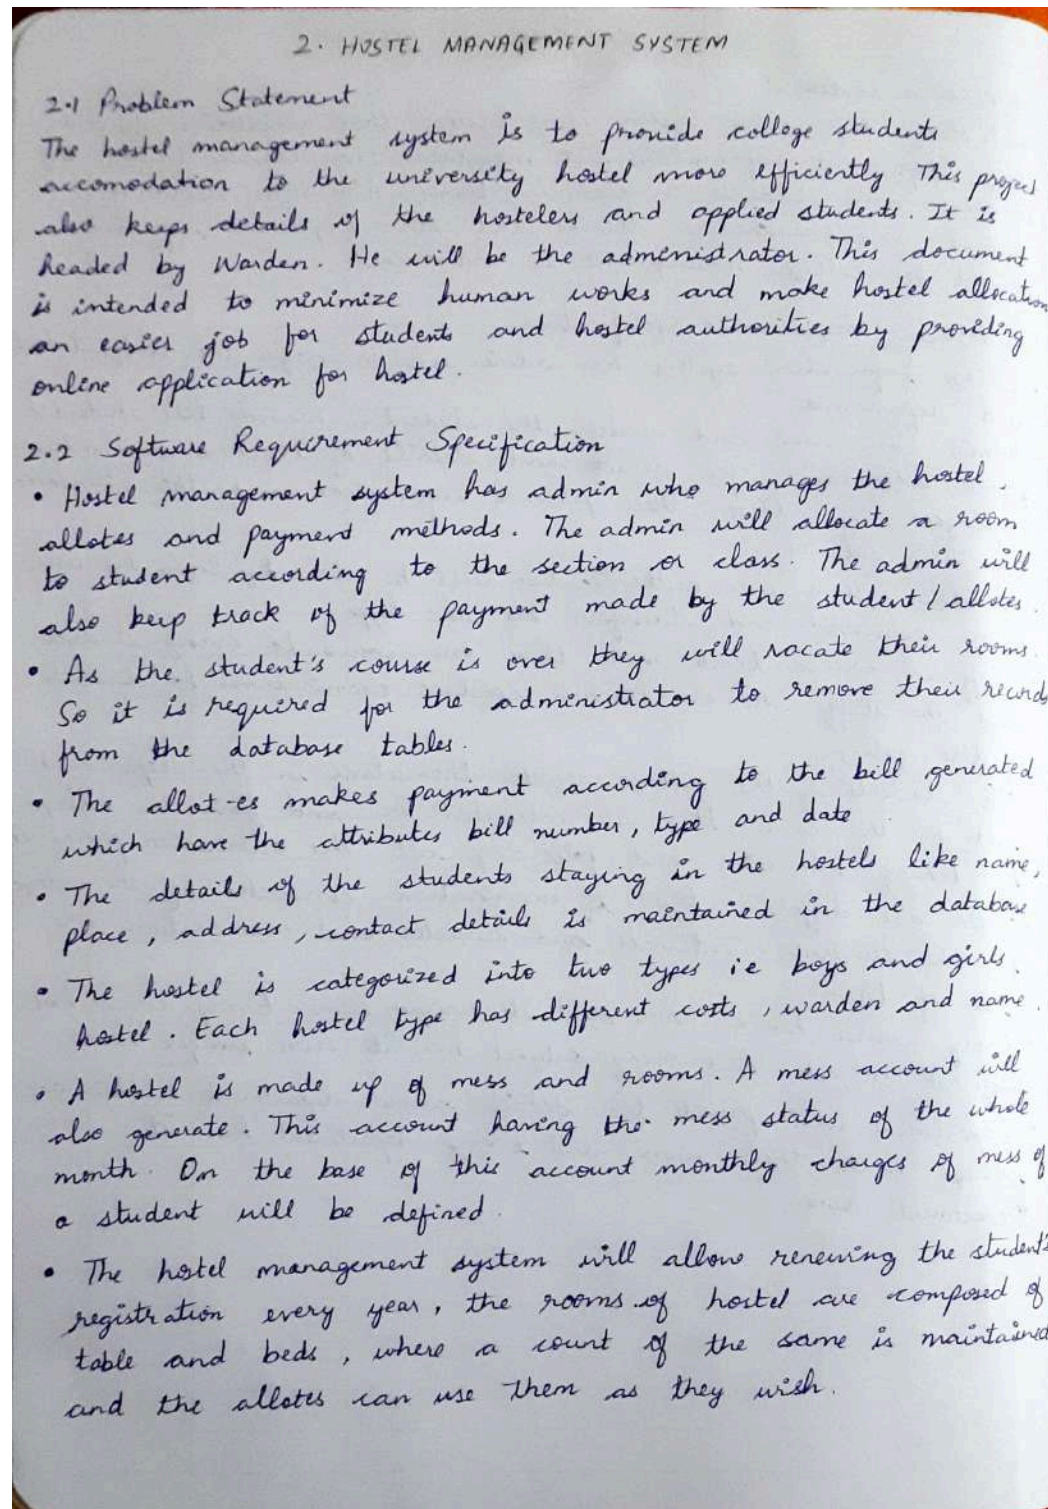 2. HOSTEL MANAGEMENT SYSTEM
2.1 Problem Statement
The hostel management system is to provide college students
accomodation to the university hostel more efficiently This project
also keeps details of the hostelers and applied students. It is
headed by Warden. He will be the administrator. This document
is intended to minimize human works and make hostel allocation
an easier job for students and hostel authorities by providing
online application for hostel.
2.2 Software Requirement Specification
• Hostel management system has admin who manages the hostel,
allotes and payment methods. The admin will allocate a room
to student according to the section or class. The admin will
also keep track of the payment made by the student / allotes.
• As the student's course is over they will vacate their rooms.
So it is required for the administrator to remove their records
from the database tables.
• The allot-es makes payment according to the bill generated
which have the attributes bill number, type and date
• The details of the students staying in the hostels like name,
place, address, contact details is maintained in the database
• The hostel is categorized into two types i.e boys and girls
hostel. Each hostel type has different costs, warden and name.
• A hostel is made up of mess and rooms. A mess account will
also generate. This account having the mess status of the whole
month. On the base of this account monthly charges of mess of
a student will be defined.
• The hostel management system will allow renewing the student's
registration every year, the rooms of hostel are composed of
table and beds, where a count of the same is maintained
and the allotes can use them as they wish.